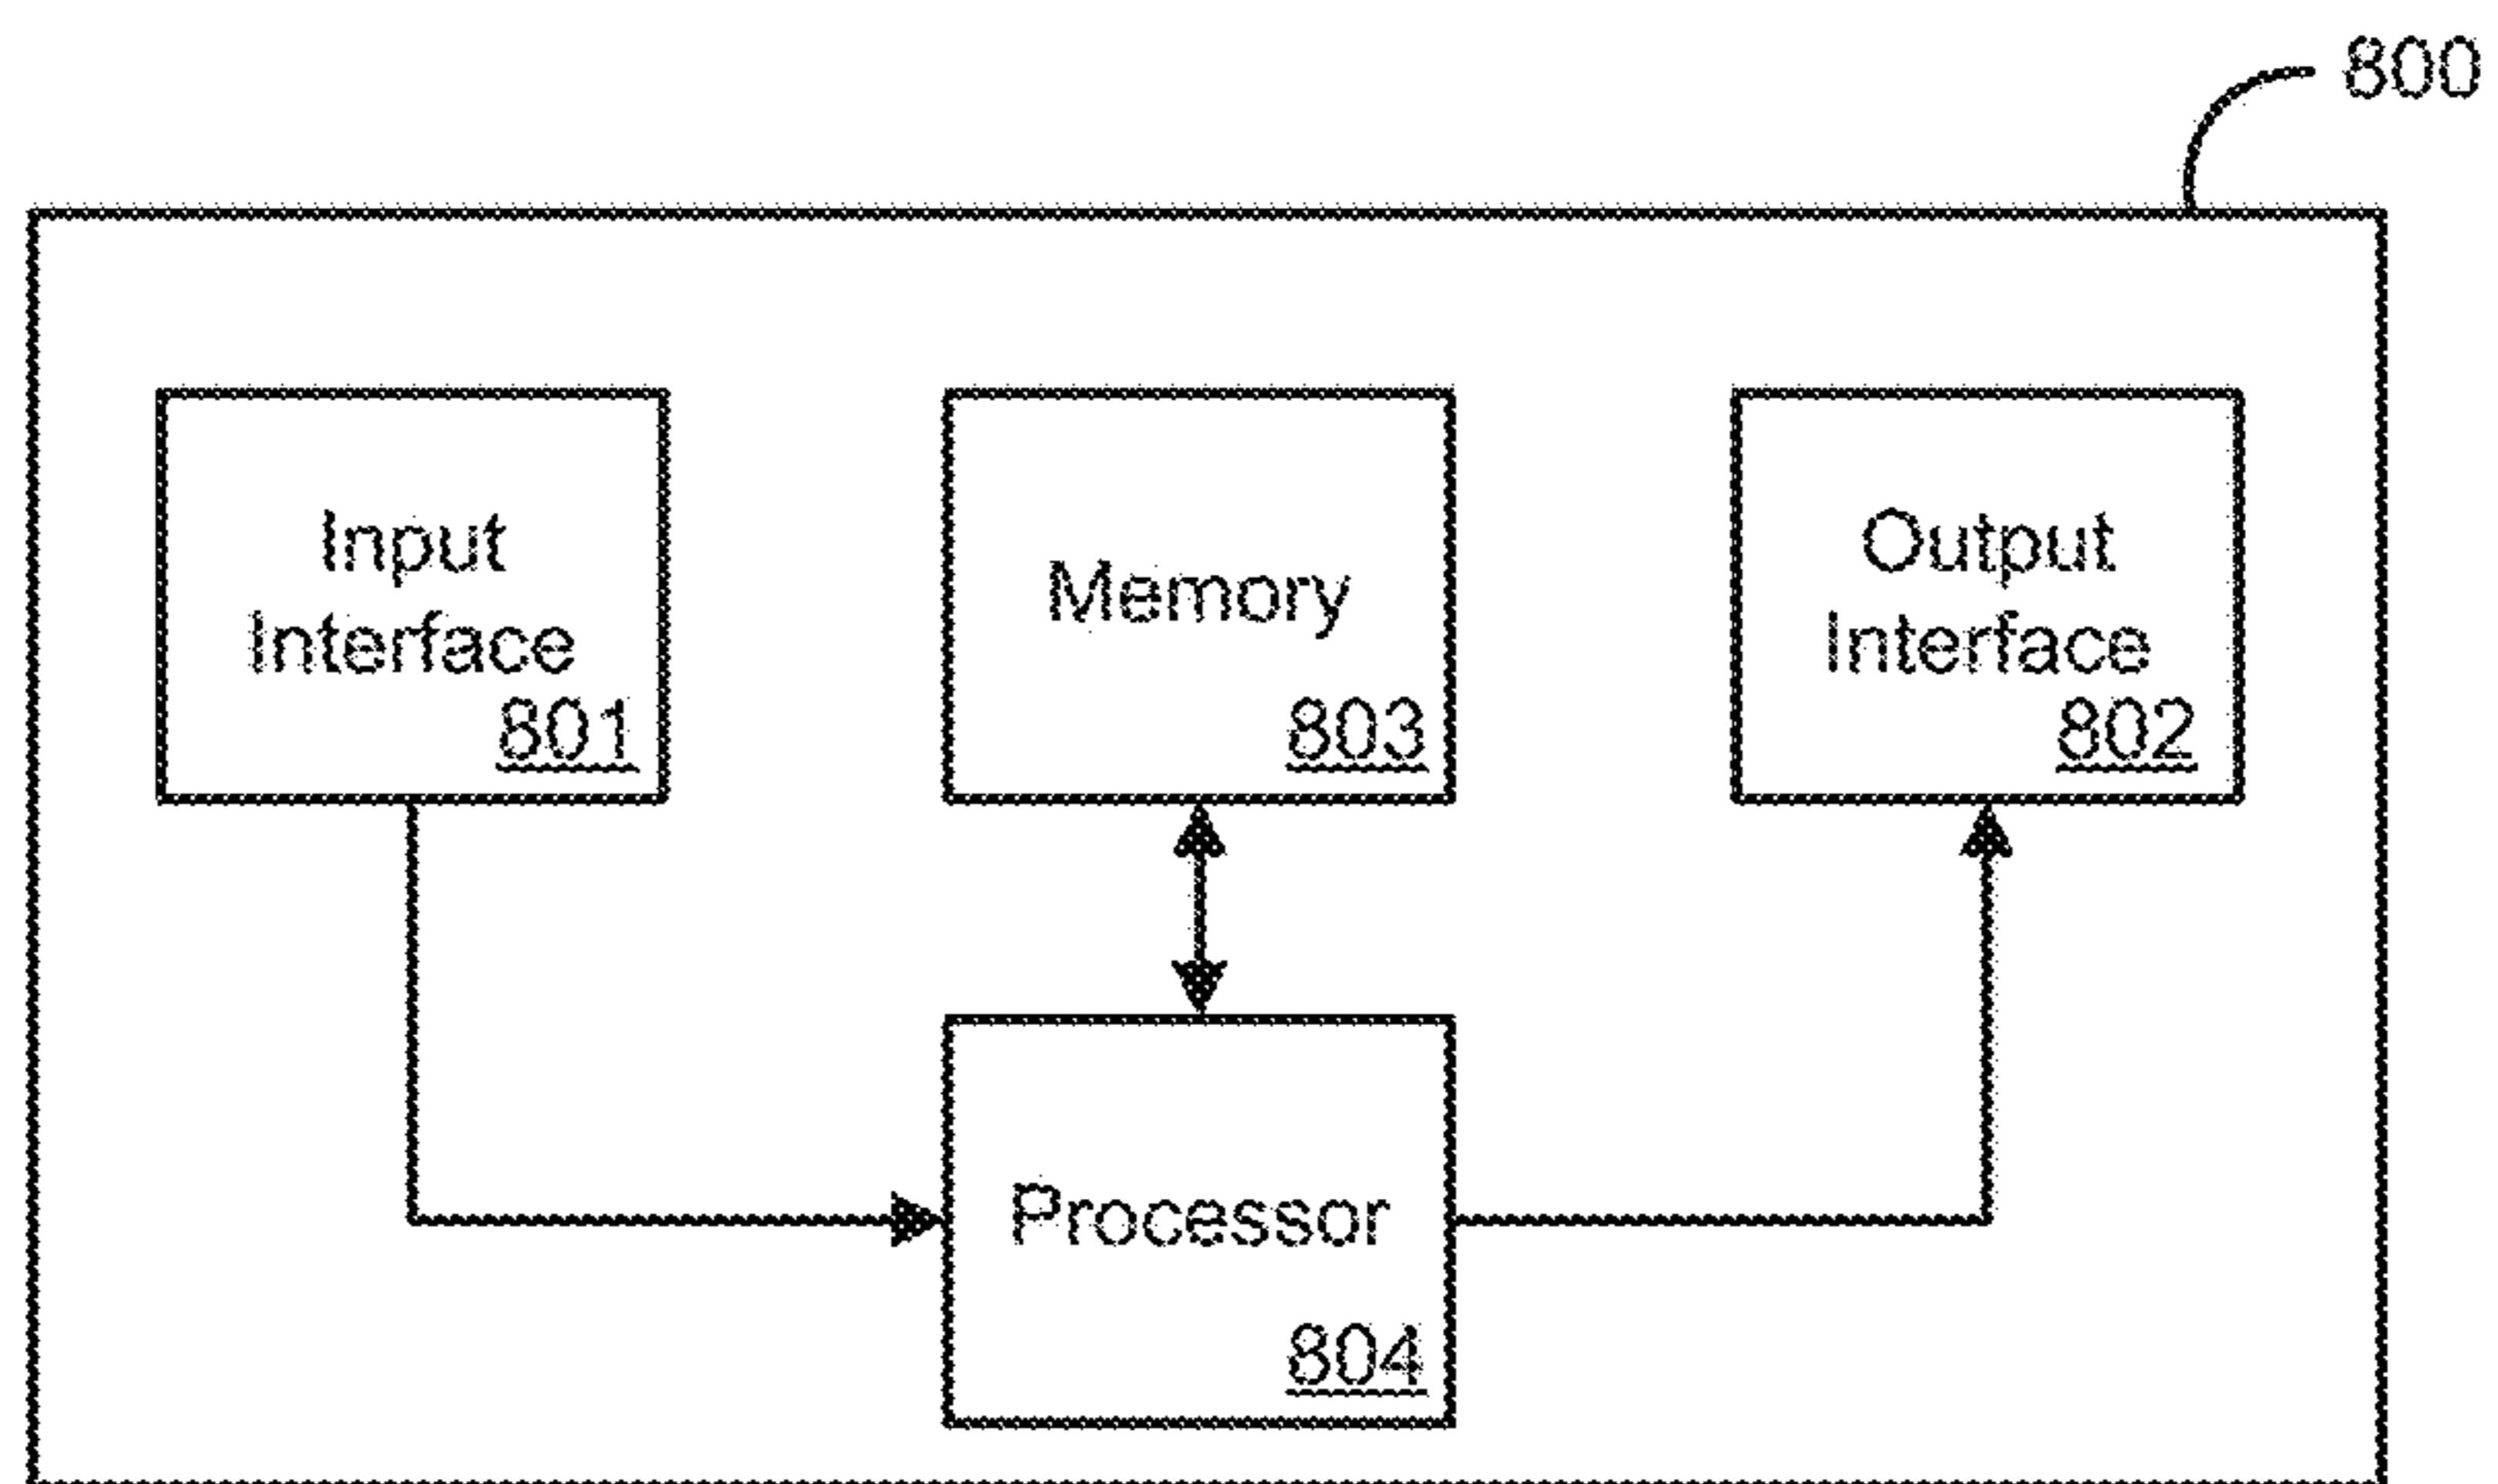 800
Input
Interface
801
Memory
803
Output
Interface
802
Processor
804